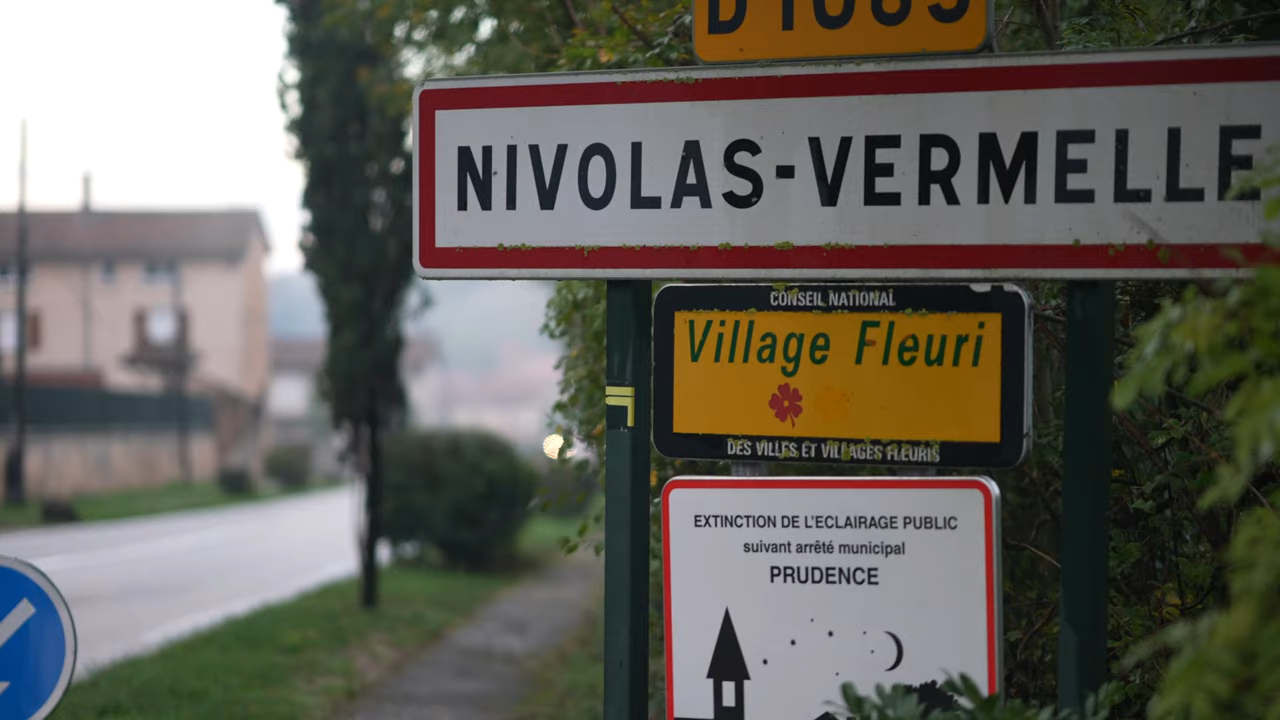 D 1085
NIVOLAS-VERMELLE
CONSEIL NATIONAL
Village Fleuri
DES VILLES ET VILLAGES FLEURIS
EXTINCTION DE L'ECLAIRAGE PUBLIC
suivant arrêté municipal
PRUDENCE